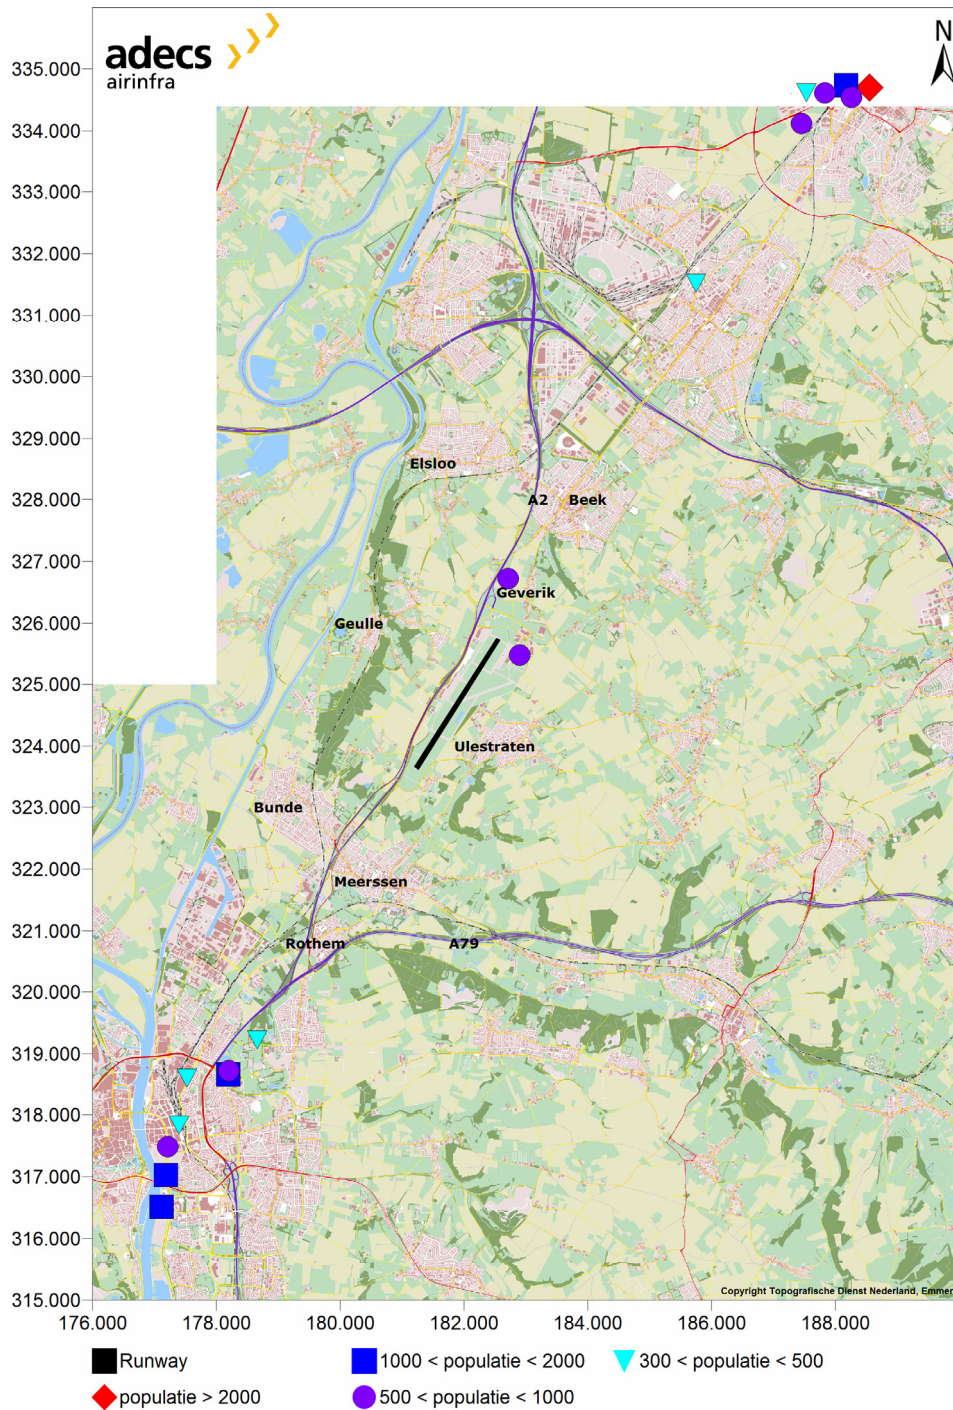 adecs
airinfra
N
335.000
334.000
333.000
332.000
331.000
330.000
329.000
328.000
327.000
326.000
325.000
324.000
323.000
322.000
321.000
320.000
319.000
318.000
317.000
316.000
315.000
Elsloo
A2 Beek
Geverik
Geulle
Ulestraten
Bunde
Meerssen
Rothem A79
Copyright Topografische Dienst Nederland, Emmen
176.000 178.000 180.000 182.000 184.000 186.000 188.000
Runway 1000 < populatie < 2000 300 < populatie < 500
populatie > 2000 500 < populatie < 1000